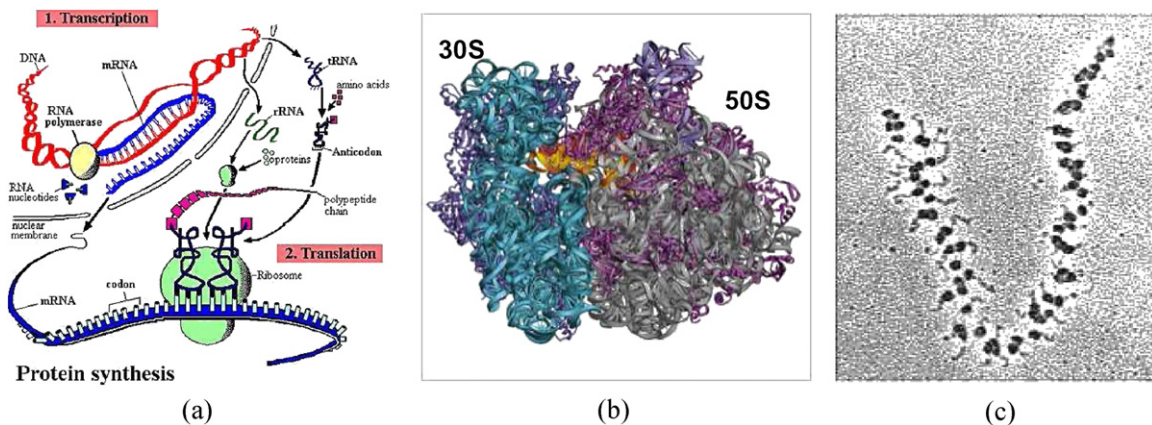 1. Transcription
DNA
mRNA
RNA
polymerase
RNA
nucleotides
nuclear
membrane
tRNA
amino acids
rRNA
proteins
Anticodon
polypeptide
chain
2. Translation
Ribosome
codon
mRNA
Protein synthesis
(a)
30S
50S
(b)
(c)